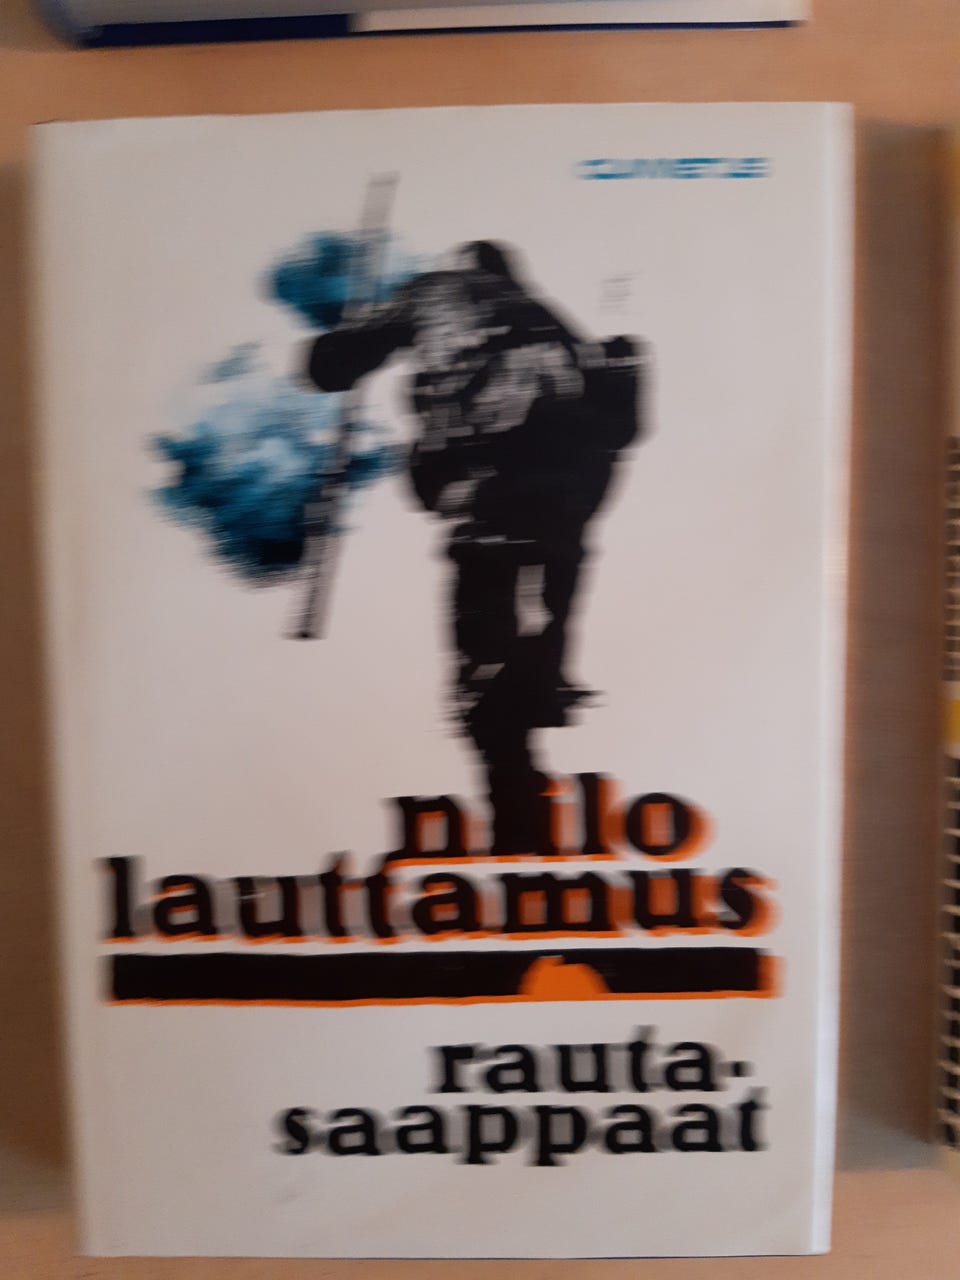 niilo
lauttamus
rauta-
saappaat